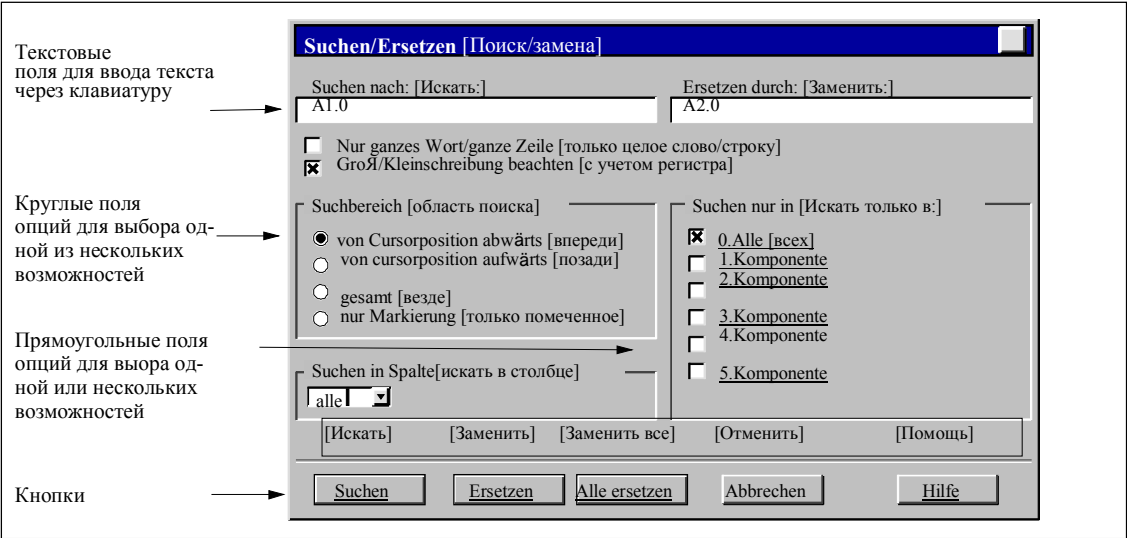 Текстовые
поля для ввода текста
через клавиатуру
Suchen/Ersetzen [Поиск/замена]
Suchen nach: [Искать:]
Ersetzen durch: [Заменить:]
A1.0
A2.0
Nur ganzes Wort/ganze Zeile [только целое слово/строку]
GroЯ/Kleinschreibung beachten [с учетом регистра]
Круглые поля
опций для выбора од-
ной из нескольких
возможностей
Suchbereich [область поиска]
von Cursorposition abwärts [впереди]
von cursorposition aufwärts [позади]
gesamt [везде]
nur Markierung [только помеченное]
Suchen nur in [Искать только в:]
0.Alle [всех]
1.Komponente
2.Komponente
3.Komponente
4.Komponente
5.Komponente
Прямоугольные поля
опций для выора од-
ной или нескольких
возможностей
Suchen in Spalte[искать в столбце]
alle
[Искать] [Заменить] [Заменить все] [Отменить] [Помощь]
Кнопки
Suchen Ersetzen Alle ersetzen Abbrechen Hilfe